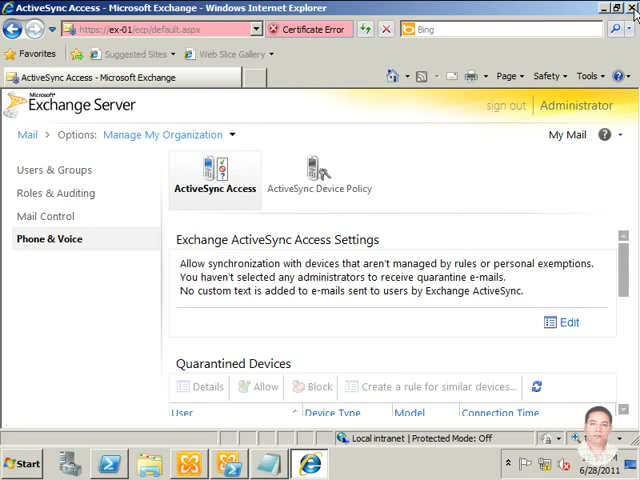 ActiveSync Access - Microsoft Exchange - Windows Internet Explorer
https://ex-01/ecp/default.aspx
Certificate Error
Bing
Favorites
Suggested Sites
Web Slice Gallery
ActiveSync Access - Microsoft Exchange
Page
Safety
Tools
Microsoft
Exchange Server
sign out
Administrator
Mail
Options:
Manage My Organization
My Mail
Users & Groups
Roles & Auditing
Mail Control
Phone & Voice
ActiveSync Access
ActiveSync Device Policy
Exchange ActiveSync Access Settings
Allow synchronization with devices that aren't managed by rules or personal exemptions.
You haven't selected any administrators to receive quarantine e-mails.
No custom text is added to e-mails sent to users by Exchange ActiveSync.
Edit
Quarantined Devices
Details
Allow
Block
Create a rule for similar devices...
User
Device Type
Model
Connection Time
Local intranet | Protected Mode: Off
Start
6/28/2011